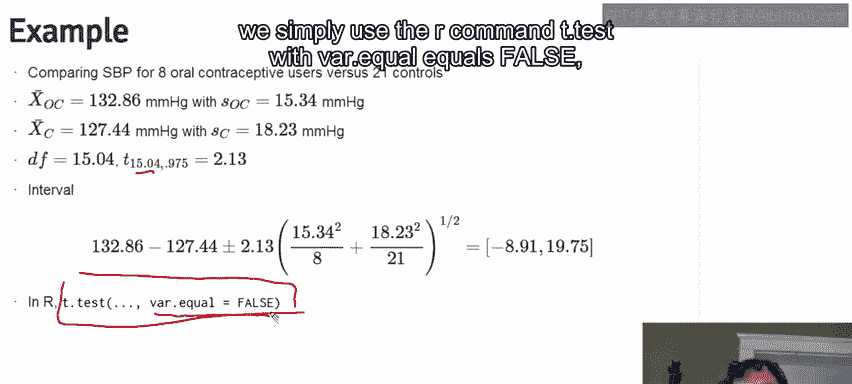 we simply use the r command t.test
with var.equal equals FALSE,
Example
· Comparing SBP for 8 oral contraceptive users versus 21 controls
· X̄_OC = 132.86 mmHg with s_OC = 15.34 mmHg
· X̄_C = 127.44 mmHg with s_C = 18.23 mmHg
· df = 15.04, t_15.04,.975 = 2.13
· Interval
132.86 − 127.44 ± 2.13 (15.34²/8 + 18.23²/21)^1/2 = [−8.91, 19.75]
· In R, t.test(..., var.equal = FALSE)